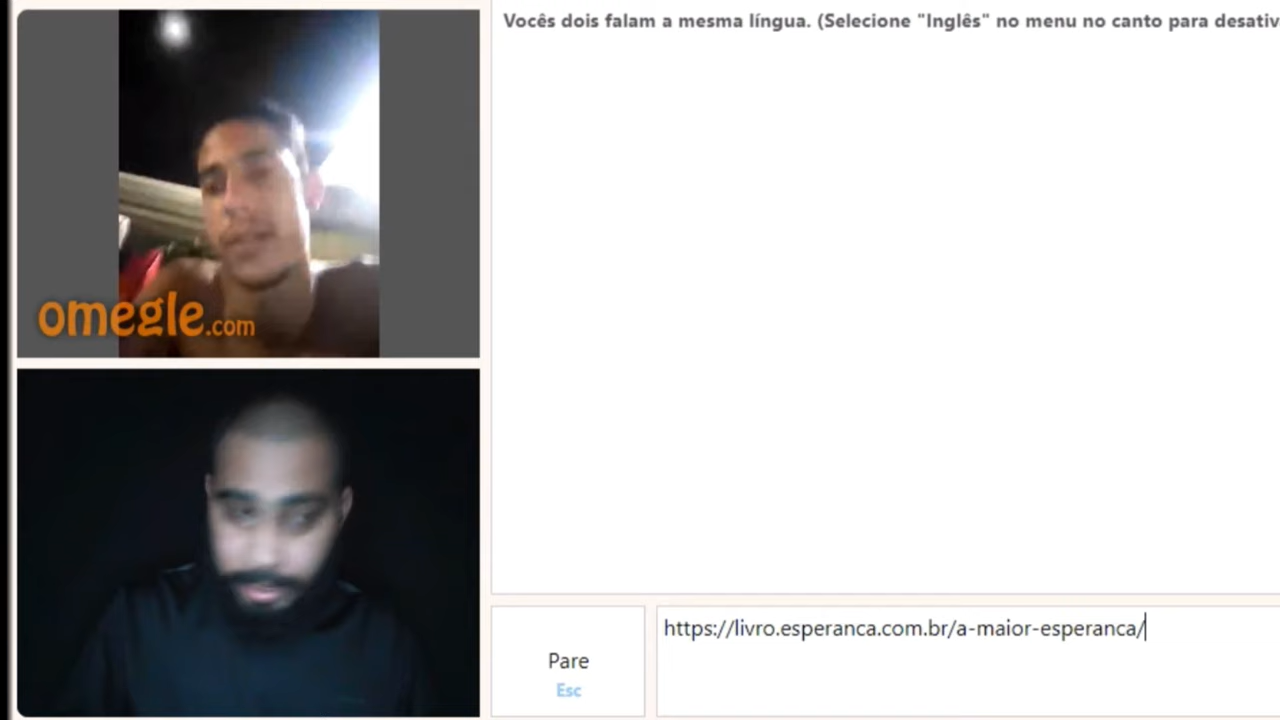 Vocês dois falam a mesma língua. (Selecione "Inglês" no menu no canto para desativ
omegle.com
https://livro.esperanca.com.br/a-maior-esperanca/
Pare
Esc